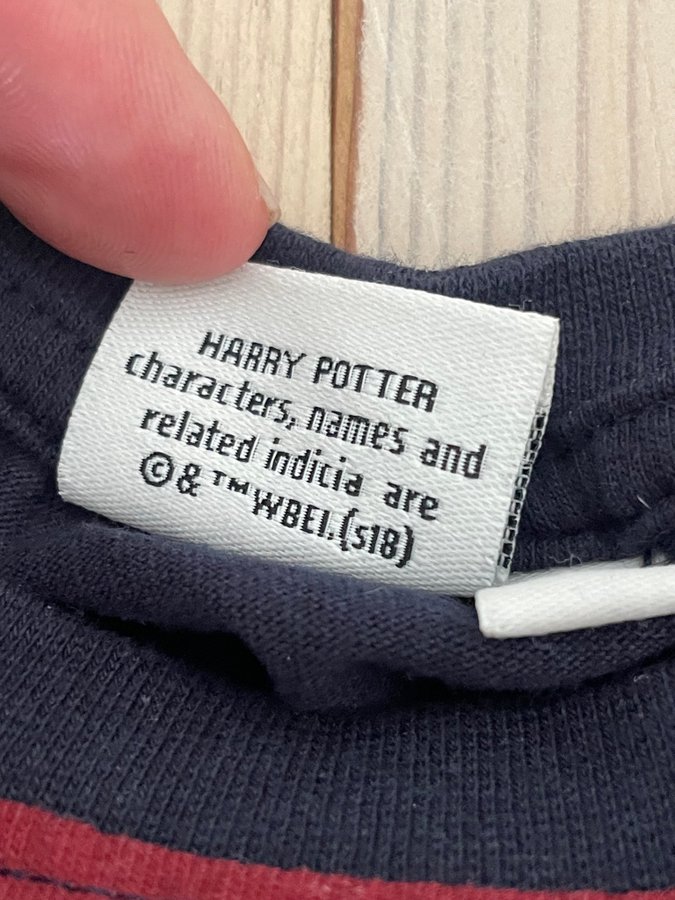 HARRY POTTER
characters, names and
related indicia are
©&™WBEI.(s18)